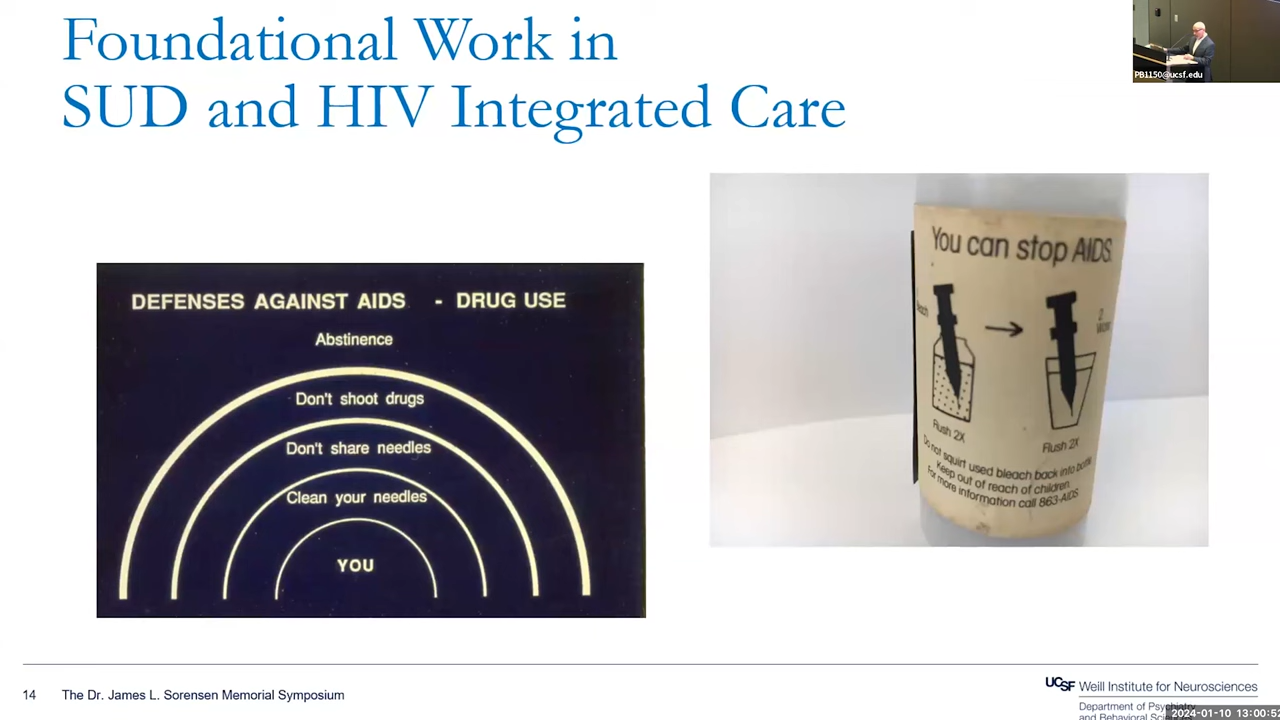 Foundational Work in
SUD and HIV Integrated Care
PB1150@ucsf.edu
DEFENSES AGAINST AIDS - DRUG USE
Abstinence
Don't shoot drugs
Don't share needles
Clean your needles
YOU
You can stop AIDS.
Flush 2X
Flush 2X
Do not squirt used bleach back into bottle
Keep out of reach of children
For more information call 863-AIDS
14
The Dr. James L. Sorensen Memorial Symposium
UCSF Weill Institute for Neurosciences
Department of Psychiatry
and Behavioral
2024-01-10 13:00:52